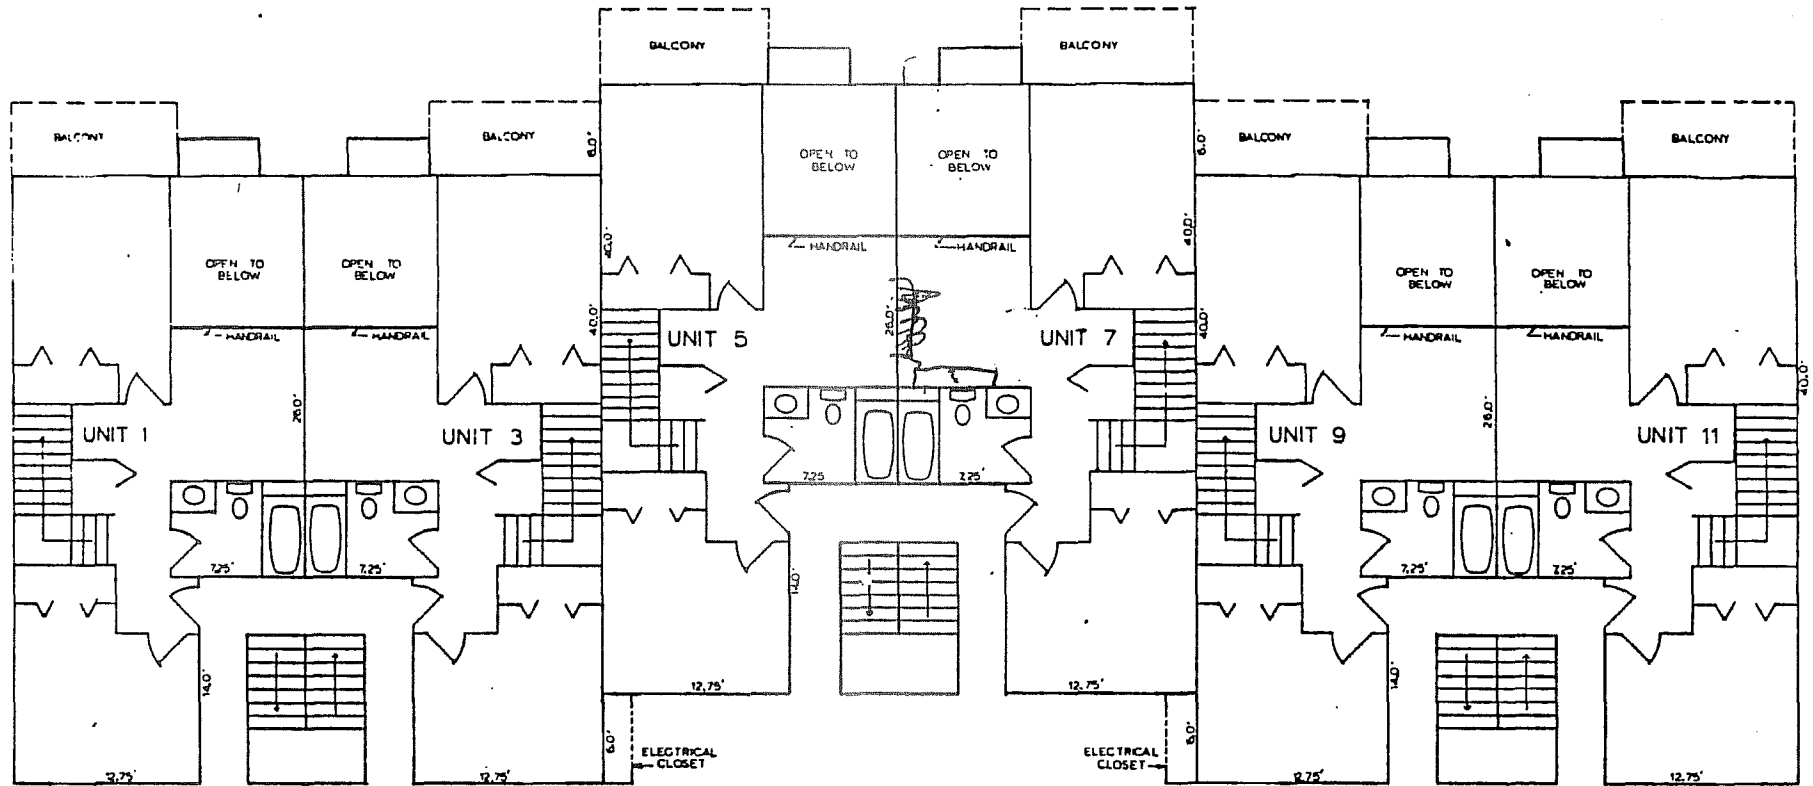 BALCONY
BALCONY
BALCONT
BALCONY
6.0'
6.0'
BALCONY
BALCONY
OPEN TO
BELOW
OPEN TO
BELOW
40.0'
HANDRAIL
HANDRAIL
40.0'
OPEN TO
BELOW
OPEN TO
BELOW
OPEN TO
BELOW
OPEN TO
BELOW
HANDRAIL
HANDRAIL
40.0'
UNIT 5
26.0'
UNIT 7
40.0'
HANDRAIL
HANDRAIL
40.0'
UNIT 1
26.0'
UNIT 3
UNIT 9
26.0'
UNIT 11
7.25
7.25'
7.25'
7.25'
7.25'
7.25'
14.0'
12.75'
12.75'
14.0'
14.0'
6.0'
ELECTRICAL
CLOSET
ELECTRICAL
CLOSET
6.0'
12.75'
12.75'
12.75'
12.75'